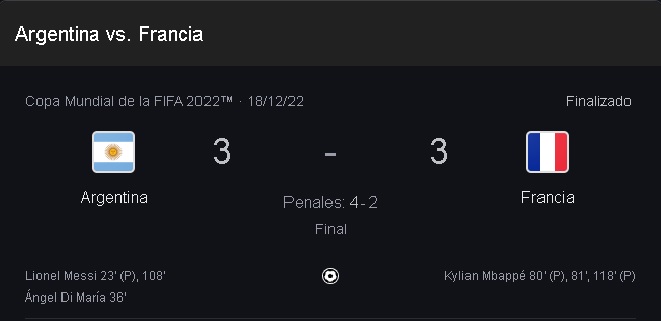 Argentina vs. Francia
Copa Mundial de la FIFA 2022™ · 18/12/22 Finalizado
3 - 3
Argentina Francia
Penales: 4-2
Final
Lionel Messi 23' (P), 108' Kylian Mbappé 80' (P), 81', 118' (P)
Ángel Di María 36'